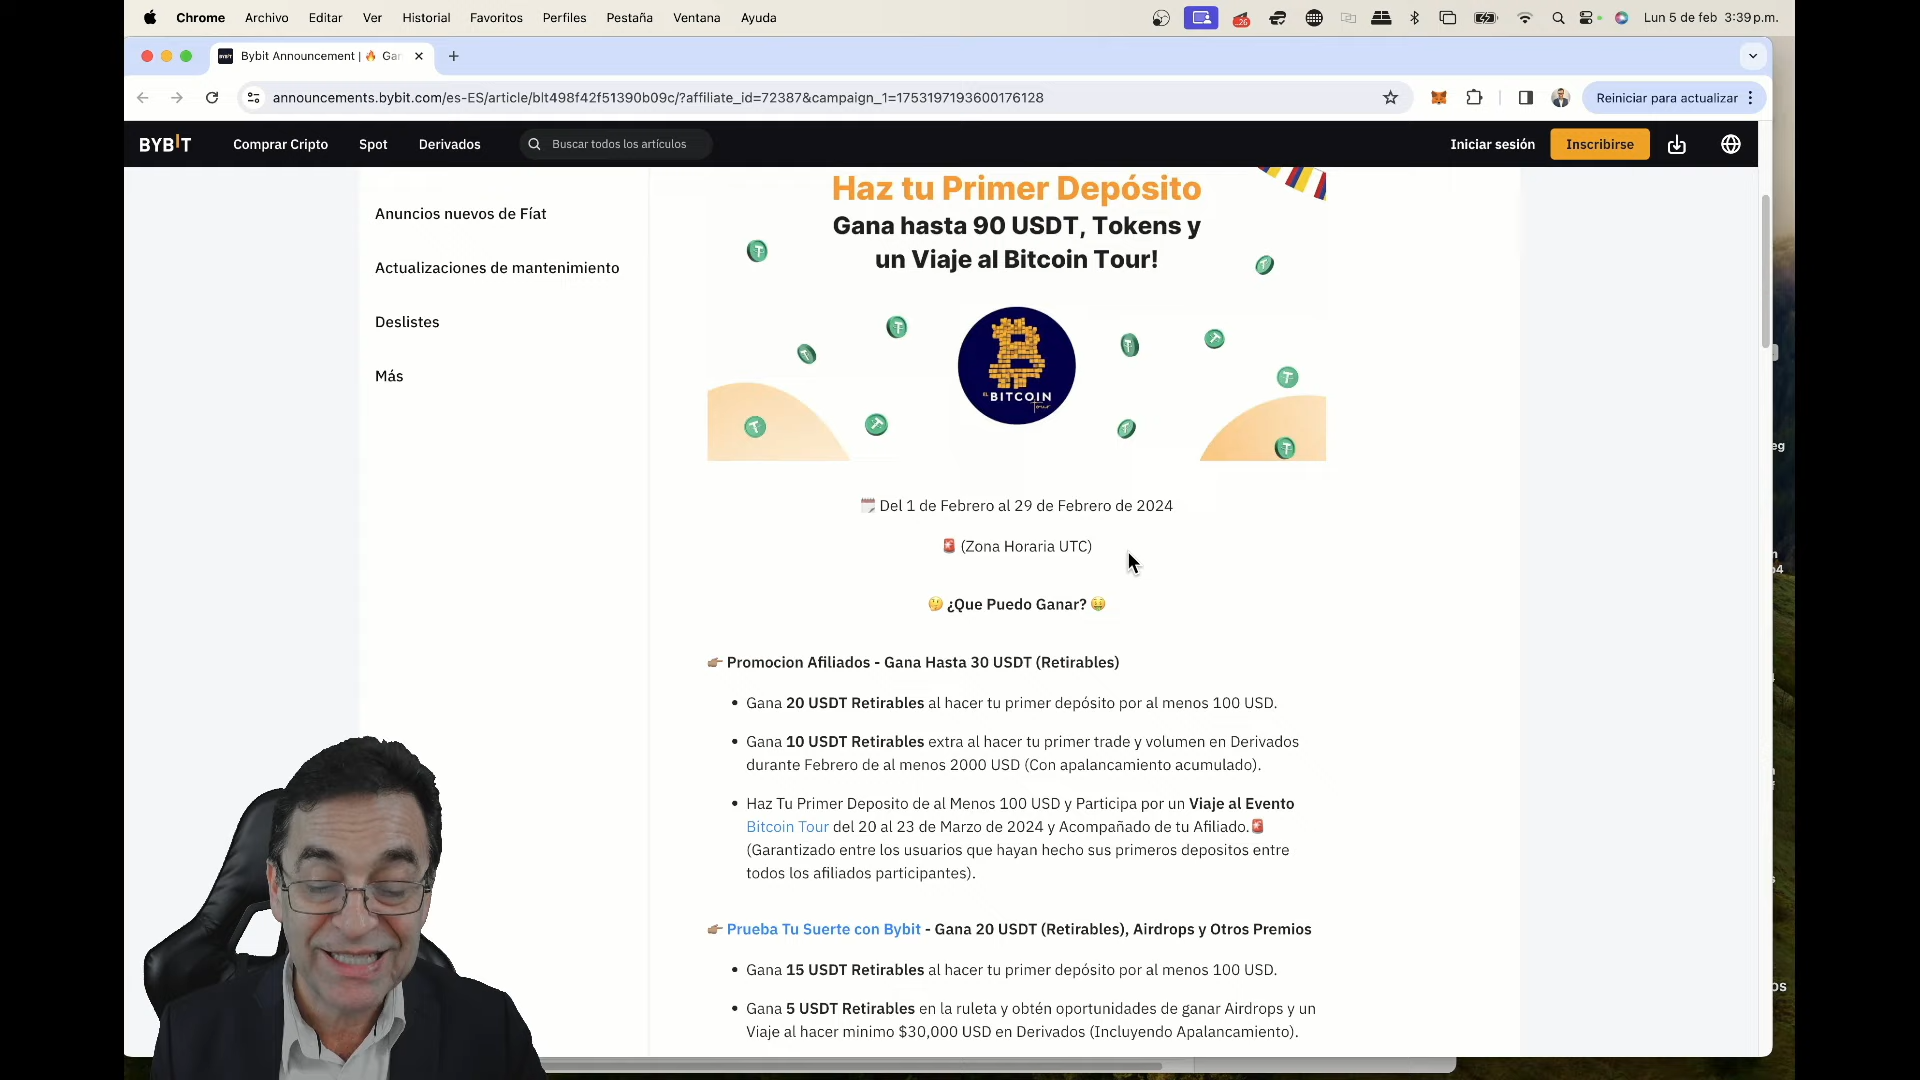 Chrome Archivo Editar Ver Historial Favoritos Perfiles Pestaña Ventana Ayuda
26
Lun 5 de feb 3:39 p.m.
Bybit Announcement | 🔥 Ga
announcements.bybit.com/es-ES/article/blt498f42f51390b09c/?affiliate_id=72387&campaign_1=1753197193600176128
Reiniciar para actualizar
BYBIT Comprar Cripto Spot Derivados Buscar todos los artículos Iniciar sesión Inscribirse
Anuncios nuevos de Fíat
Actualizaciones de mantenimiento
Deslistes
Más
Haz tu Primer Depósito
Gana hasta 90 USDT, Tokens y
un Viaje al Bitcoin Tour!
EL BITCOIN
Tour
🗓️ Del 1 de Febrero al 29 de Febrero de 2024
🚨 (Zona Horaria UTC)
🤔 ¿Que Puedo Ganar? 🤑
👉🏽 Promocion Afiliados - Gana Hasta 30 USDT (Retirables)
• Gana 20 USDT Retirables al hacer tu primer depósito por al menos 100 USD.
• Gana 10 USDT Retirables extra al hacer tu primer trade y volumen en Derivados
durante Febrero de al menos 2000 USD (Con apalancamiento acumulado).
• Haz Tu Primer Deposito de al Menos 100 USD y Participa por un Viaje al Evento
Bitcoin Tour del 20 al 23 de Marzo de 2024 y Acompañado de tu Afiliado.🚨
(Garantizado entre los usuarios que hayan hecho sus primeros depositos entre
todos los afiliados participantes).
👉🏽 Prueba Tu Suerte con Bybit - Gana 20 USDT (Retirables), Airdrops y Otros Premios
• Gana 15 USDT Retirables al hacer tu primer depósito por al menos 100 USD.
• Gana 5 USDT Retirables en la ruleta y obtén oportunidades de ganar Airdrops y un
Viaje al hacer minimo $30,000 USD en Derivados (Incluyendo Apalancamiento).